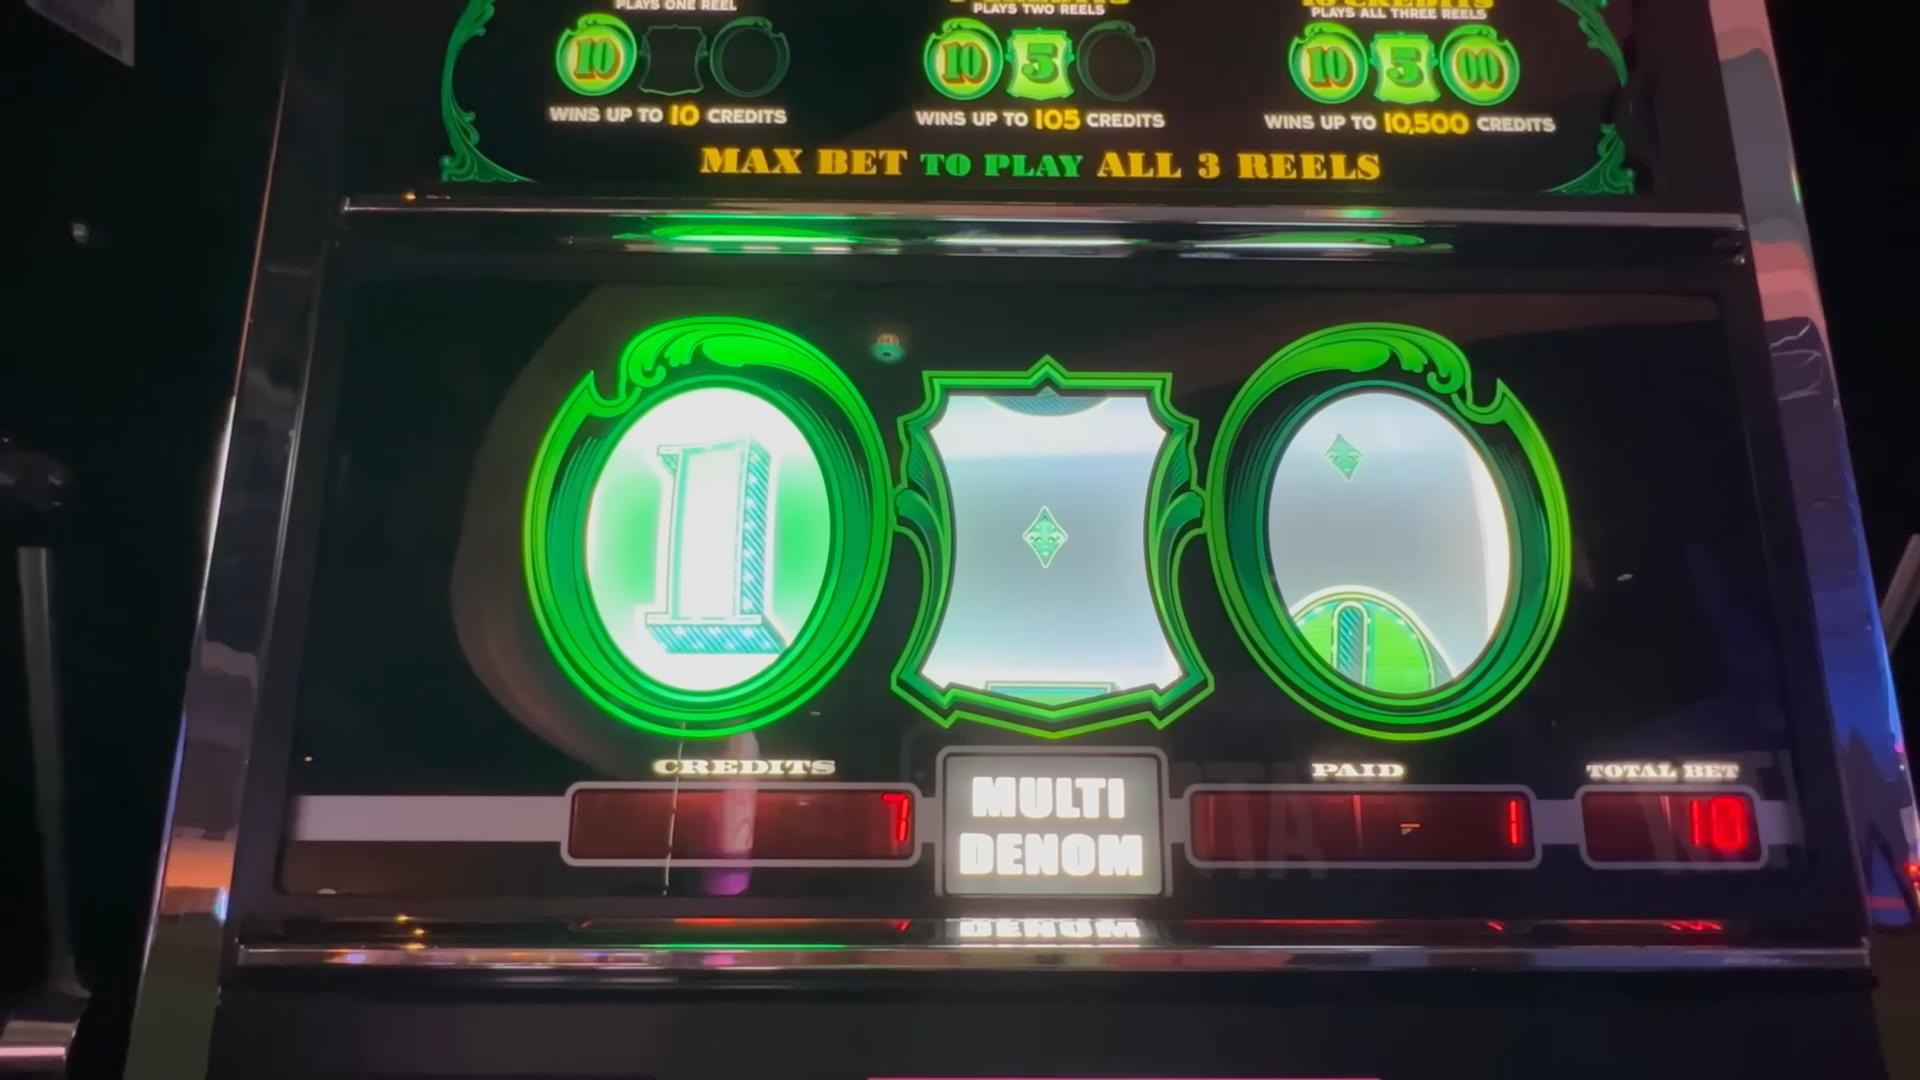 PLAYS ONE REEL
PLAYS TWO REELS
10 CREDITS
PLAYS ALL THREE REELS
10
10 5
10 5 00
WINS UP TO 10 CREDITS
WINS UP TO 105 CREDITS
WINS UP TO 10,500 CREDITS
MAX BET TO PLAY ALL 3 REELS
1
CREDITS
PAID
TOTAL BET
7
MULTI
DENOM
1
10